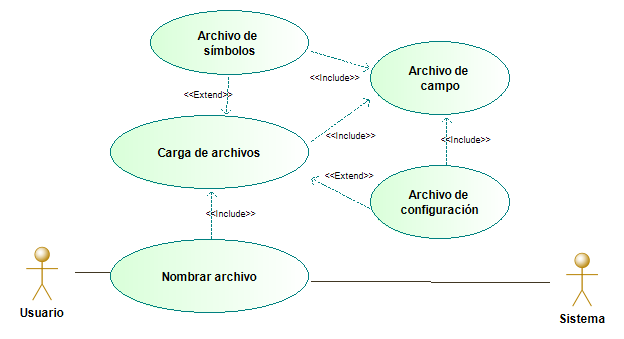 Archivo de
símbolos
Archivo de
campo
<<Include>>
<<Extend>>
<<Include>>
<<Include>>
Carga de archivos
<<Extend>>
Archivo de
configuración
<<Include>>
Nombrar archivo
Usuario
Sistema